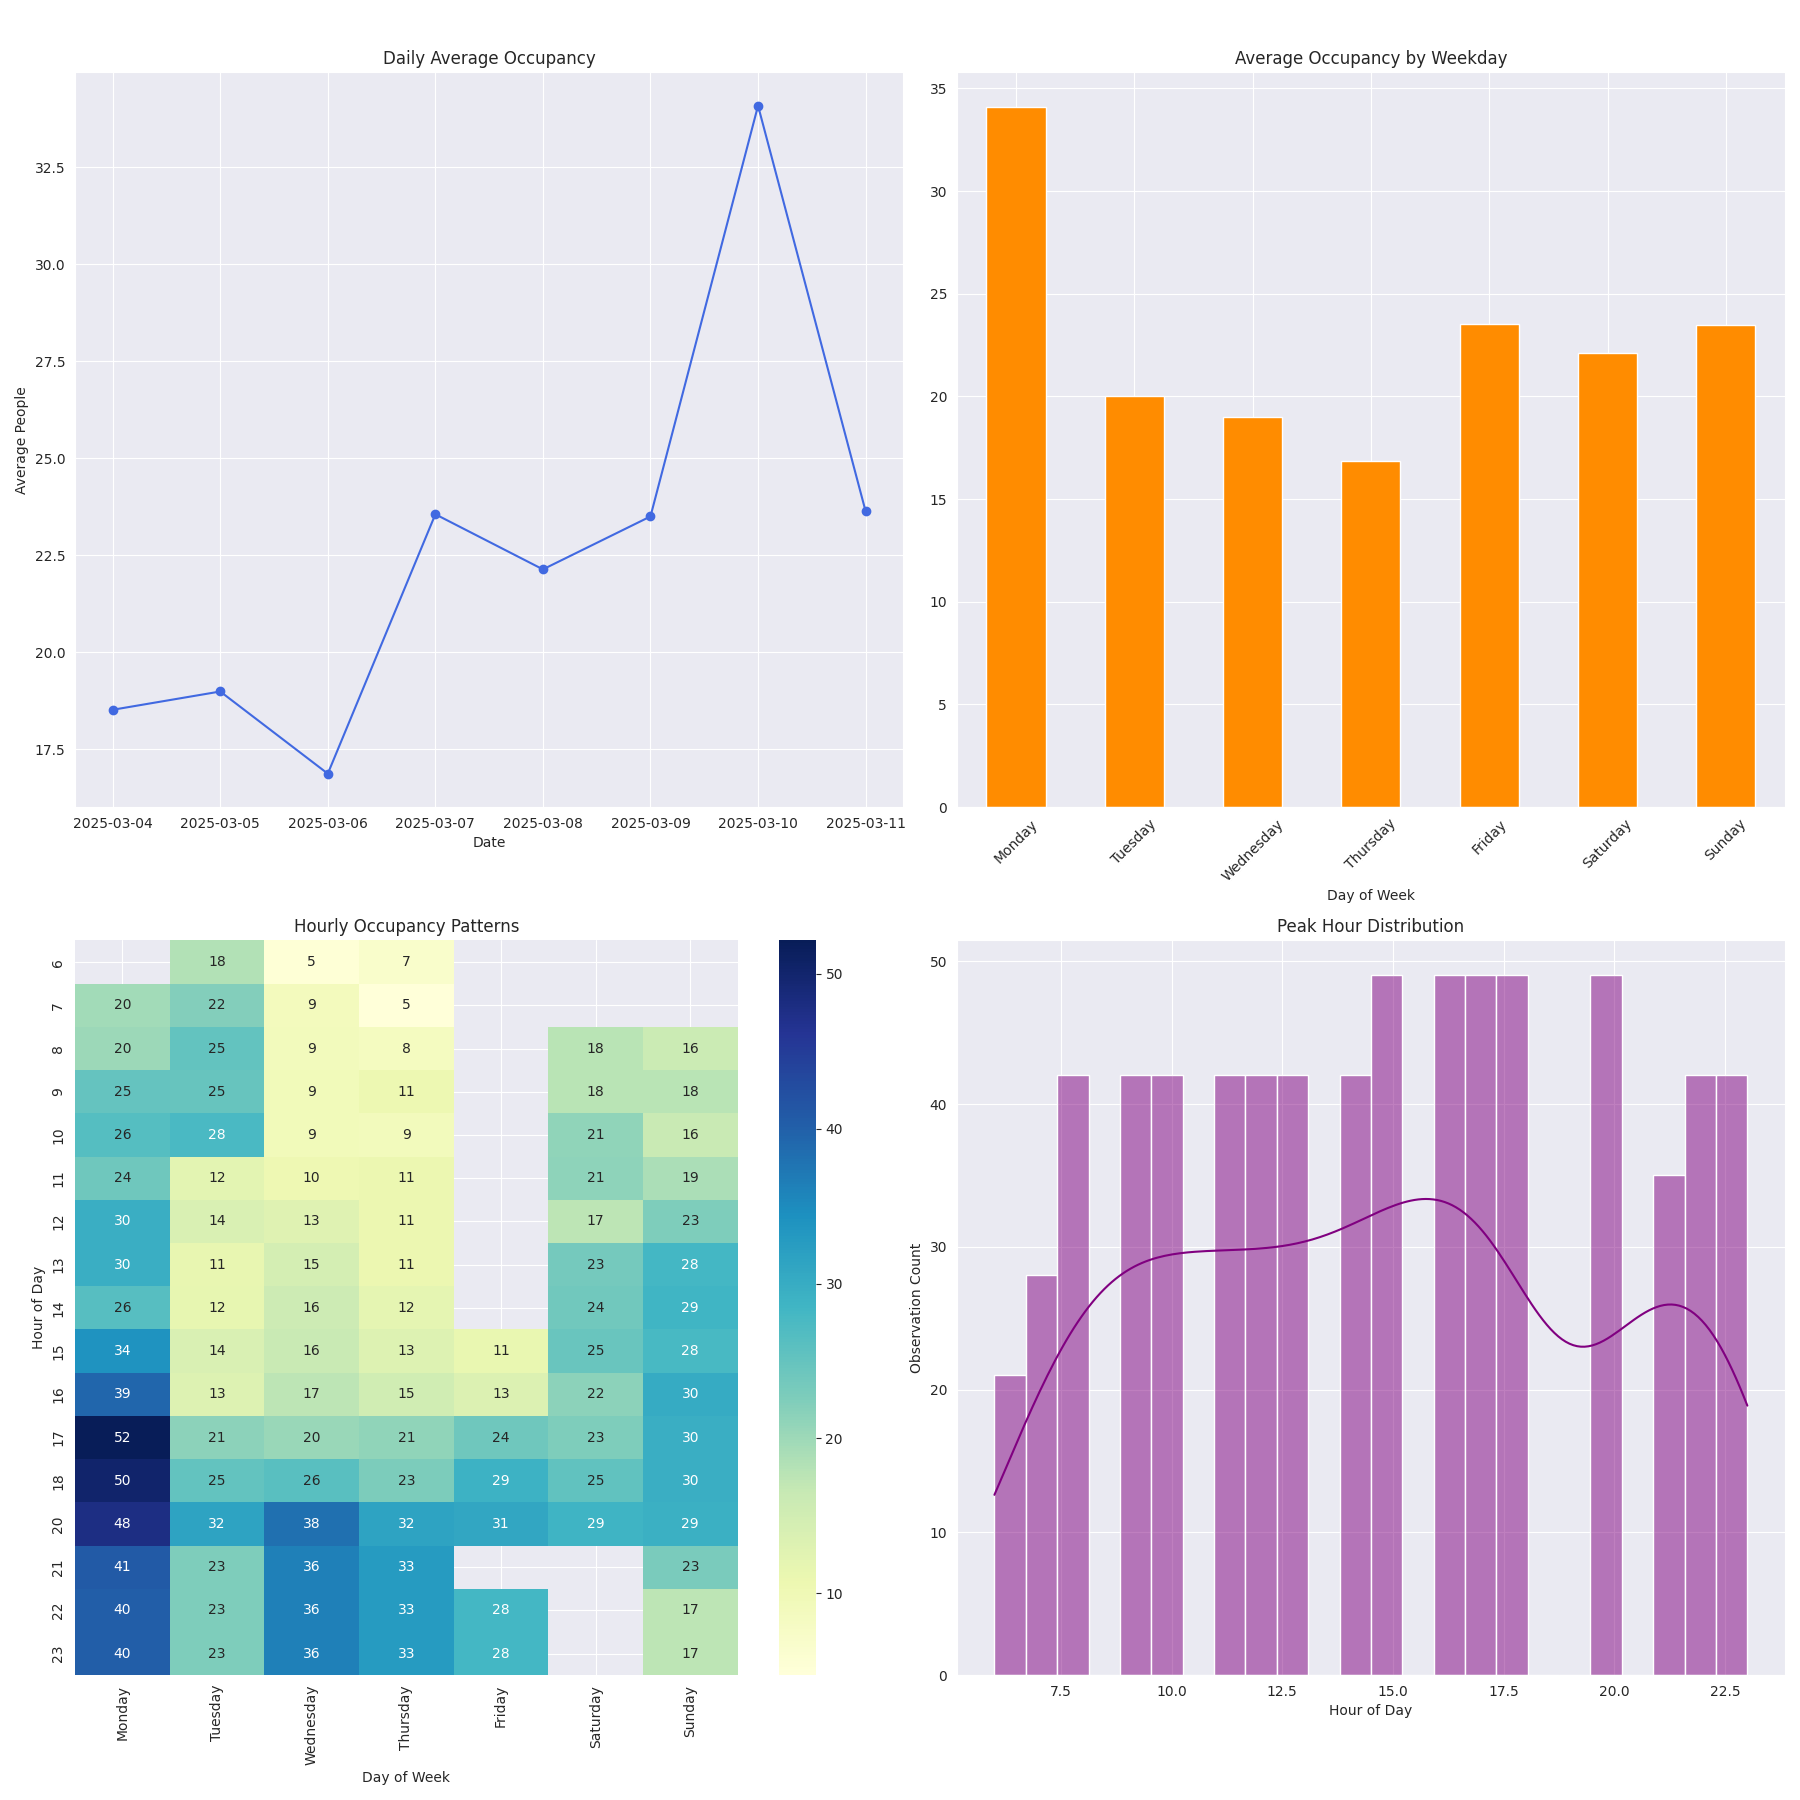 Daily Average Occupancy
Average People
32.5
30.0
27.5
25.0
22.5
20.0
17.5
2025-03-04 2025-03-05 2025-03-06 2025-03-07 2025-03-08 2025-03-09 2025-03-10 2025-03-11
Date
Average Occupancy by Weekday
35
30
25
20
15
10
5
0
Monday Tuesday Wednesday Thursday Friday Saturday Sunday
Day of Week
Hourly Occupancy Patterns
Hour of Day
6 18 5 7
7 20 22 9 5
8 20 25 9 8 18 16
9 25 25 9 11 18 18
10 26 28 9 9 21 16
11 24 12 10 11 21 19
12 30 14 13 11 17 23
13 30 11 15 11 23 28
14 26 12 16 12 24 29
15 34 14 16 13 11 25 28
16 39 13 17 15 13 22 30
17 52 21 20 21 24 23 30
18 50 25 26 23 29 25 30
20 48 32 38 32 31 29 29
21 41 23 36 33 23
22 40 23 36 33 28 17
23 40 23 36 33 28 17
Monday Tuesday Wednesday Thursday Friday Saturday Sunday
Day of Week
50
40
30
20
10
Peak Hour Distribution
Observation Count
50
40
30
20
10
0
7.5 10.0 12.5 15.0 17.5 20.0 22.5
Hour of Day